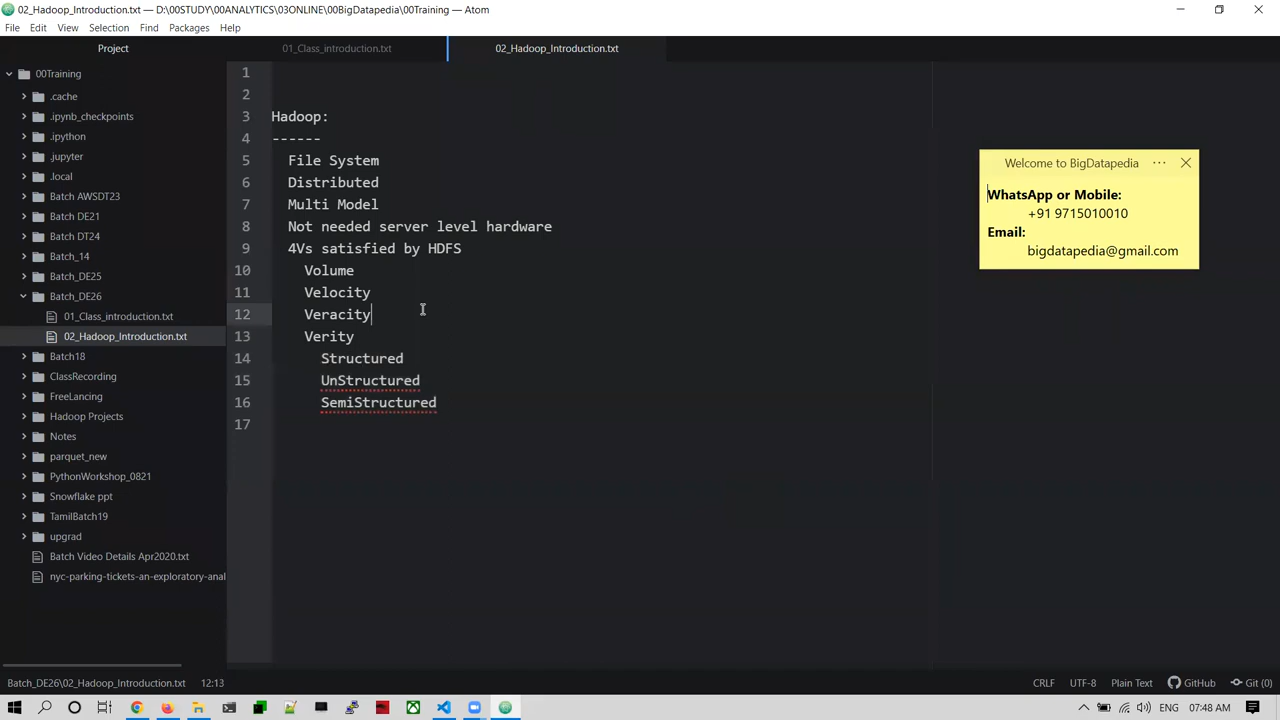 02_Hadoop_Introduction.txt — D:\00STUDY\00ANALYTICS\03ONLINE\00BigDatapedia\00Training — Atom
File Edit View Selection Find Packages Help
Project
01_Class_introduction.txt
02_Hadoop_Introduction.txt
00Training
.cache
.ipynb_checkpoints
.ipython
.jupyter
.local
Batch AWSDT23
Batch DE21
Batch DT24
Batch_14
Batch_DE25
Batch_DE26
01_Class_introduction.txt
02_Hadoop_Introduction.txt
Batch18
ClassRecording
FreeLancing
Hadoop Projects
Notes
parquet_new
PythonWorkshop_0821
Snowflake ppt
TamilBatch19
upgrad
Batch Video Details Apr2020.txt
nyc-parking-tickets-an-exploratory-anal
1
2
3 Hadoop:
4 ------
5 File System
6 Distributed
7 Multi Model
8 Not needed server level hardware
9 4Vs satisfied by HDFS
10 Volume
11 Velocity
12 Veracity
13 Verity
14 Structured
15 UnStructured
16 SemiStructured
17
Welcome to BigDatapedia
WhatsApp or Mobile:
+91 9715010010
Email:
bigdatapedia@gmail.com
Batch_DE26\02_Hadoop_Introduction.txt 12:13
CRLF UTF-8 Plain Text GitHub Git (0)
ENG 07:48 AM